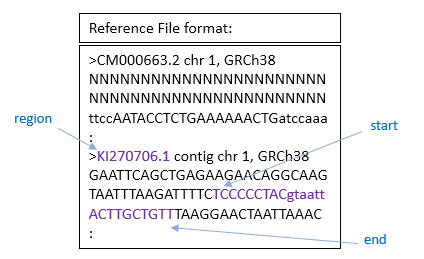 Reference File format:
>CM000663.2 chr 1, GRCh38
NNNNNNNNNNNNNNNNNNNNNNN
NNNNNNNNNNNNNNNNNNNNNNN
ttccAATACCTCTGAAAAAACTGatccaaa
:
region
start
>KI270706.1 contig chr 1, GRCh38
GAATTCAGCTGAGAAGAACAGGCAAG
TAATTTAAGATTTTCTCCCCCTACgtaatt
ACTTGCTGTTTAAGGAACTAATTAAAC
:
end